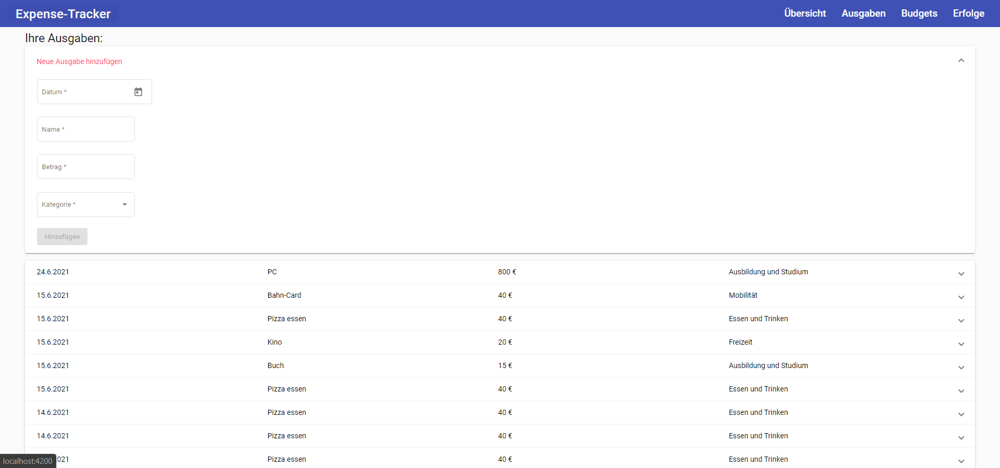 Expense-Tracker Übersicht Ausgaben Budgets Erfolge
Ihre Ausgaben:
Neue Ausgabe hinzufügen
Datum *
Name *
Betrag *
Kategorie *
Hinzufügen
24.6.2021 PC 800 € Ausbildung und Studium
15.6.2021 Bahn-Card 40 € Mobilität
15.6.2021 Pizza essen 40 € Essen und Trinken
15.6.2021 Kino 20 € Freizeit
15.6.2021 Buch 15 € Ausbildung und Studium
15.6.2021 Pizza essen 40 € Essen und Trinken
14.6.2021 Pizza essen 40 € Essen und Trinken
14.6.2021 Pizza essen 40 € Essen und Trinken
021 Pizza essen 40 € Essen und Trinken
localhost:4200